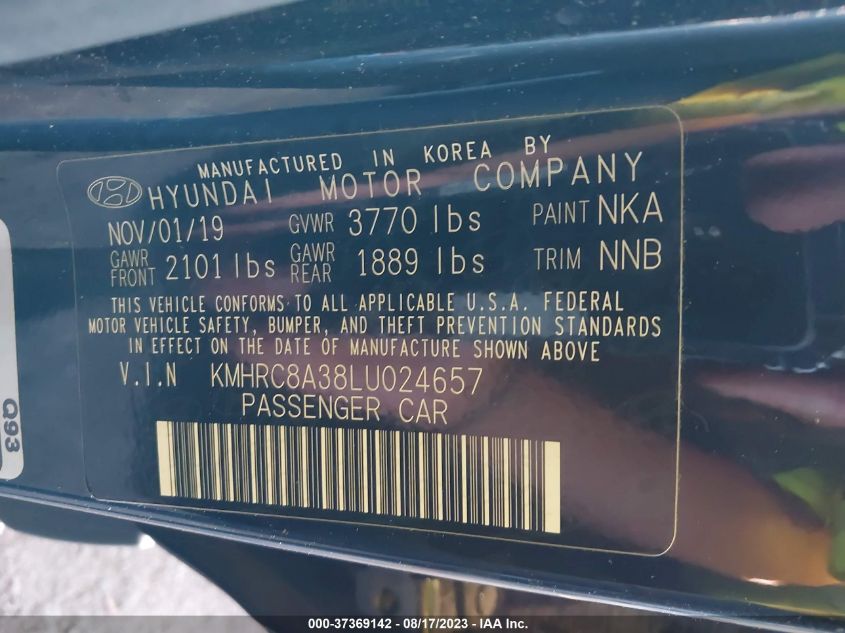 MANUFACTURED IN KOREA BY
HYUNDAI MOTOR COMPANY
NOV/01/19 GVWR 3770 lbs PAINT NKA
GAWR FRONT 2101 lbs GAWR REAR 1889 lbs TRIM NNB
THIS VEHICLE CONFORMS TO ALL APPLICABLE U.S.A. FEDERAL
MOTOR VEHICLE SAFETY, BUMPER, AND THEFT PREVENTION STANDARDS
IN EFFECT ON THE DATE OF MANUFACTURE SHOWN ABOVE
V.I.N KMHRC8A38LU024657
PASSENGER CAR
Q93
000-37369142 - 08/17/2023 - IAA Inc.